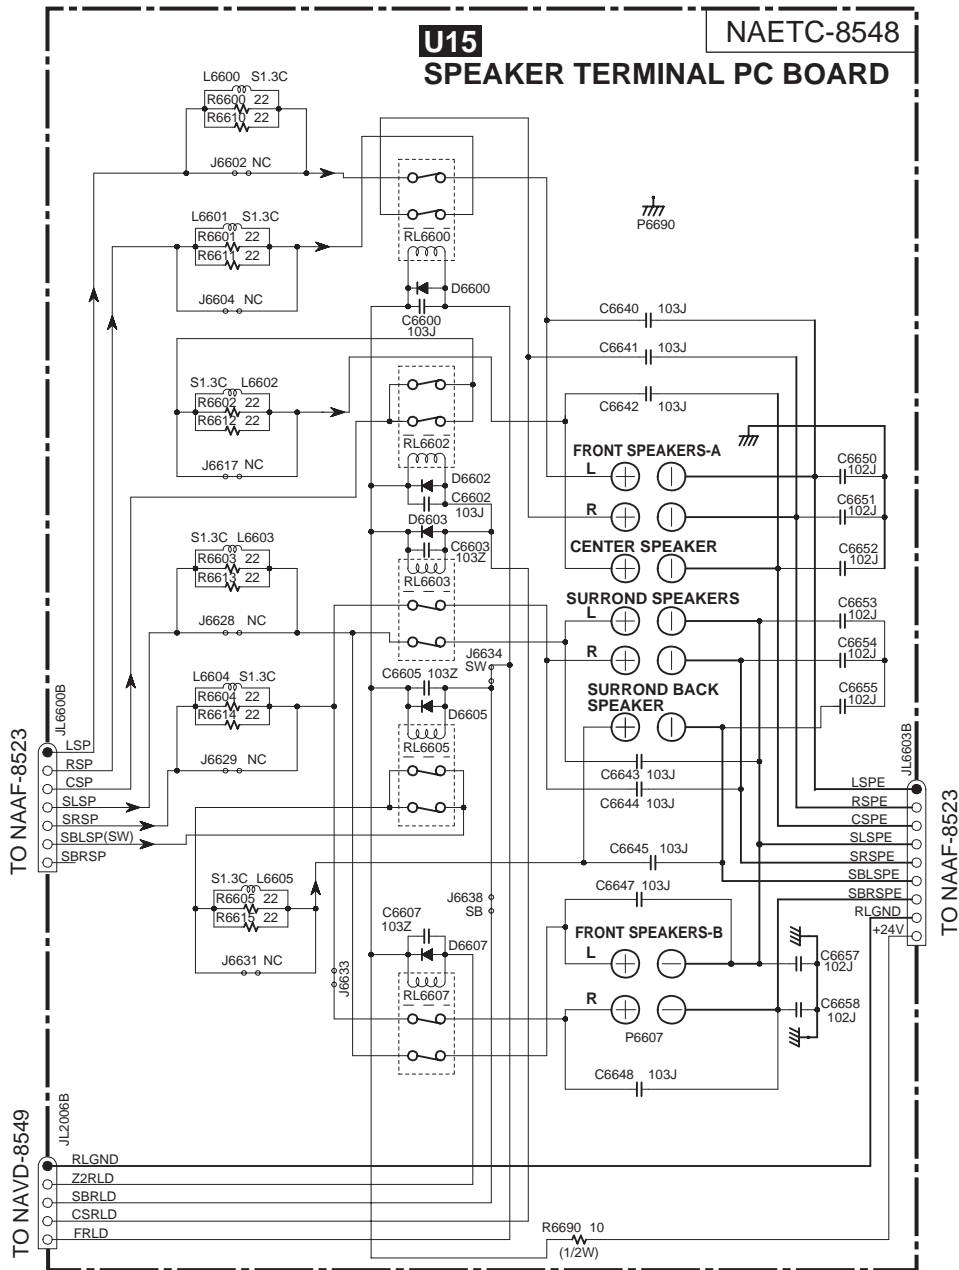 NAETC-8548
U15
SPEAKER TERMINAL PC BOARD
L6600 S1.3C
R6600 22
R6610 22
J6602 NC
L6601 S1.3C
R6601 22
R6611 22
J6604 NC
RL6600
D6600
C6600
103J
P6690
C6640 103J
C6641 103J
C6642 103J
S1.3C L6602
R6602 22
R6612 22
J6617 NC
RL6602
D6602
C6602
103J
D6603
C6603
103Z
RL6603
S1.3C L6603
R6603 22
R6613 22
J6628 NC
FRONT SPEAKERS-A
L
R
CENTER SPEAKER
SURROND SPEAKERS
L
R
SURROND BACK
SPEAKER
C6650
102J
C6651
102J
C6652
102J
C6653
102J
C6654
102J
C6655
102J
J6634
SW
C6605 103Z
D6605
RL6605
L6604 S1.3C
R6604 22
R6614 22
J6629 NC
C6643 103J
C6644 103J
C6645 103J
C6647 103J
J6638
SB
S1.3C L6605
R6605 22
R6615 22
J6631 NC
C6607
103Z
D6607
RL6607
J6633
FRONT SPEAKERS-B
L
R
P6607
C6648 103J
C6657
102J
C6658
102J
TO NAAF-8523
JL6600B
LSP
RSP
CSP
SLSP
SRSP
SBLSP(SW)
SBRSP
JL6603B
TO NAAF-8523
LSPE
RSPE
CSPE
SLSPE
SRSPE
SBLSPE
SBRSPE
RLGND
+24V
TO NAVD-8549
JL2006B
RLGND
Z2RLD
SBRLD
CSRLD
FRLD
R6690 10
(1/2W)